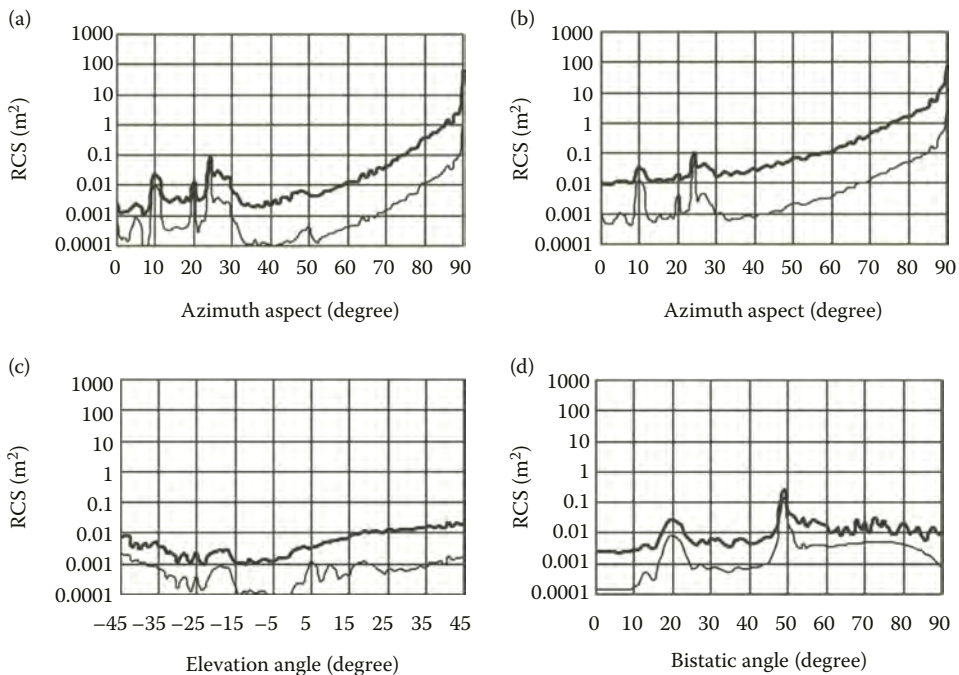 (a)
RCS (m²)
1000
100
10
1
0.1
0.01
0.001
0.0001
0 10 20 30 40 50 60 70 80 90
Azimuth aspect (degree)
(b)
RCS (m²)
1000
100
10
1
0.1
0.01
0.001
0.0001
0 10 20 30 40 50 60 70 80 90
Azimuth aspect (degree)
(c)
RCS (m²)
1000
100
10
1
0.1
0.01
0.001
0.0001
−45 −35 −25 −15 −5 5 15 25 35 45
Elevation angle (degree)
(d)
RCS (m²)
1000
100
10
1
0.1
0.01
0.001
0.0001
0 10 20 30 40 50 60 70 80 90
Bistatic angle (degree)